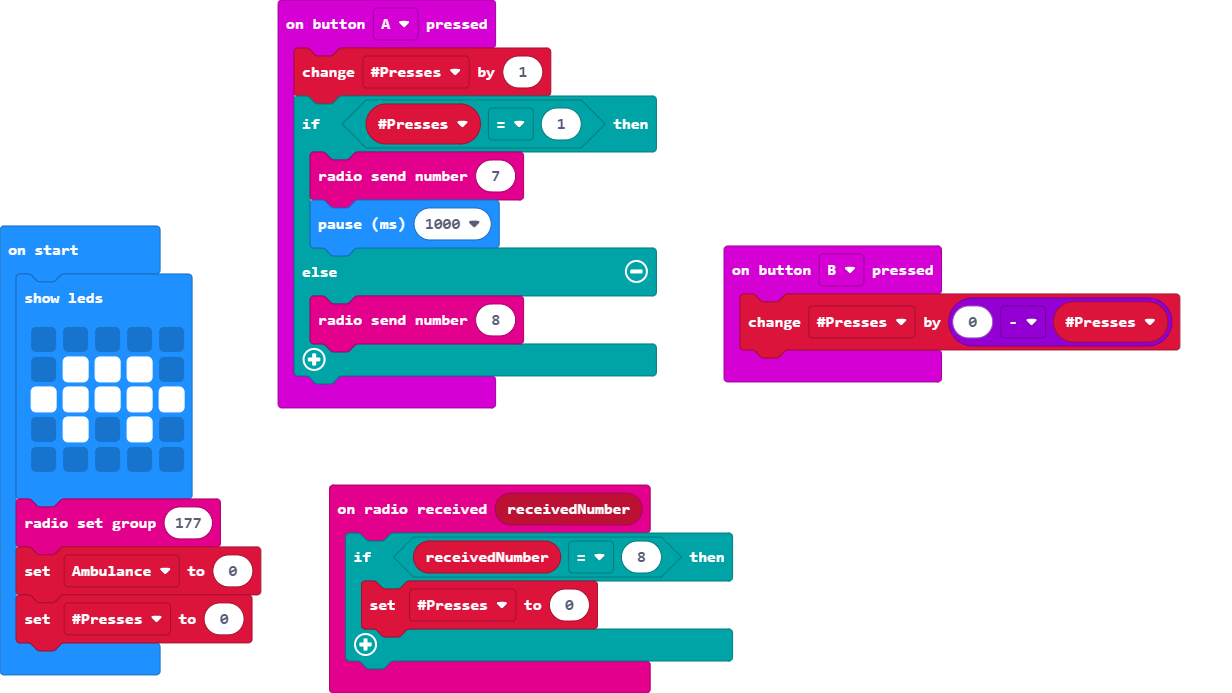 on start
show leds
radio set group 177
set Ambulance to 0
set #Presses to 0
on button A pressed
change #Presses by 1
if #Presses = 1 then
radio send number 7
pause (ms) 1000
else
radio send number 8
on button B pressed
change #Presses by 0 - #Presses
on radio received receivedNumber
if receivedNumber = 8 then
set #Presses to 0